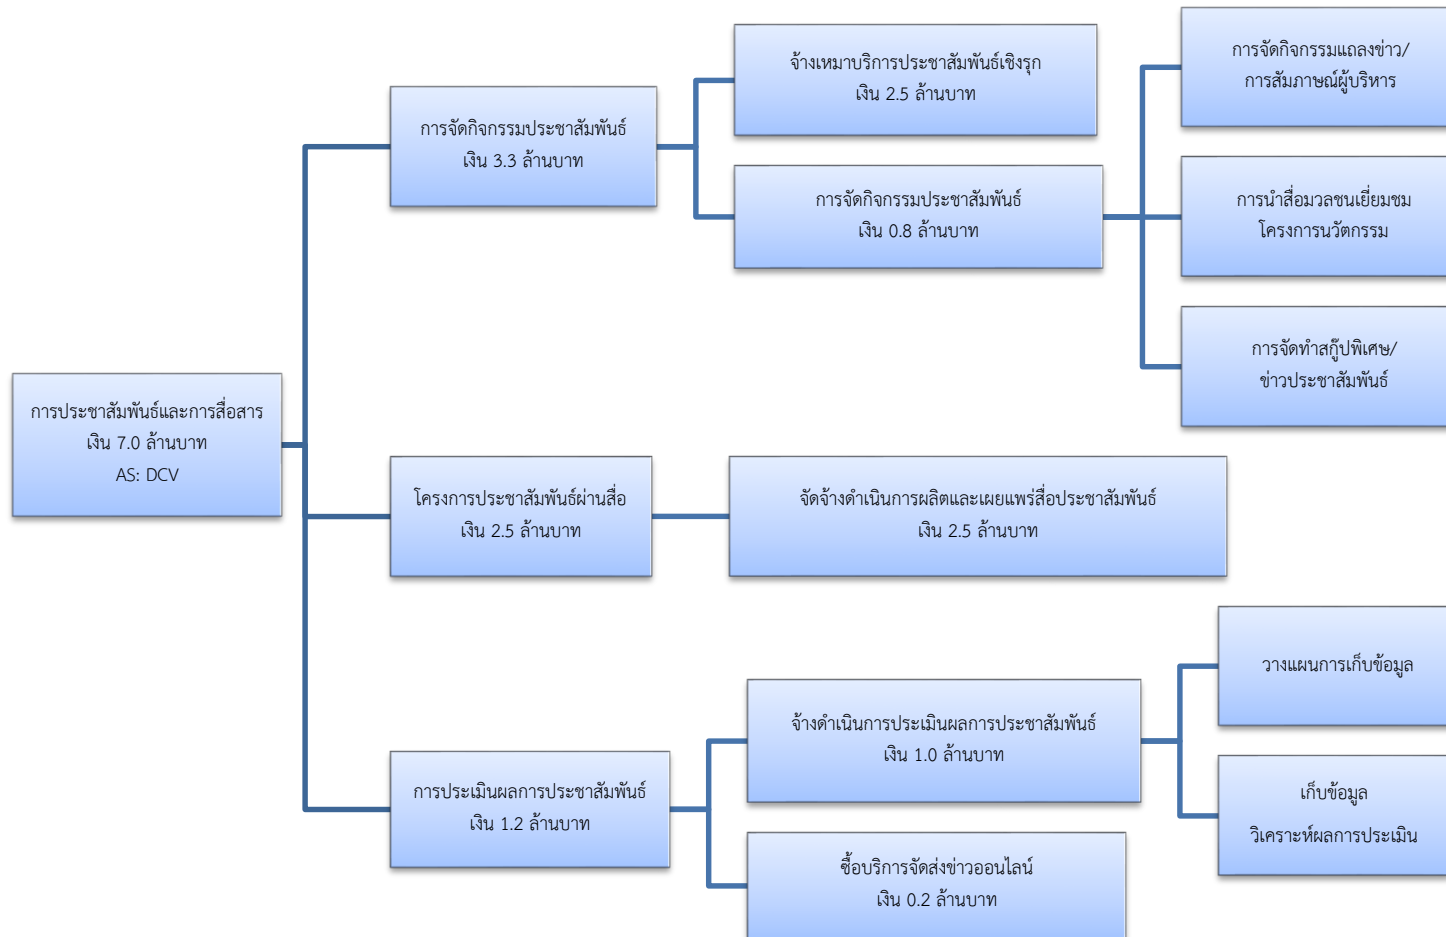 การประชาสัมพันธ์และการสื่อสาร
เงิน 7.0 ล้านบาท
AS: DCV
การจัดกิจกรรมประชาสัมพันธ์
เงิน 3.3 ล้านบาท
จ้างเหมาบริการประชาสัมพันธ์เชิงรุก
เงิน 2.5 ล้านบาท
การจัดกิจกรรมประชาสัมพันธ์
เงิน 0.8 ล้านบาท
การจัดกิจกรรมแถลงข่าว/
การสัมภาษณ์ผู้บริหาร
การนำสื่อมวลชนเยี่ยมชม
โครงการนวัตกรรม
การจัดทำสกู๊ปพิเศษ/
ข่าวประชาสัมพันธ์
โครงการประชาสัมพันธ์ผ่านสื่อ
เงิน 2.5 ล้านบาท
จัดจ้างดำเนินการผลิตและเผยแพร่สื่อประชาสัมพันธ์
เงิน 2.5 ล้านบาท
การประเมินผลการประชาสัมพันธ์
เงิน 1.2 ล้านบาท
จ้างดำเนินการประเมินผลการประชาสัมพันธ์
เงิน 1.0 ล้านบาท
วางแผนการเก็บข้อมูล
เก็บข้อมูล
วิเคราะห์ผลการประเมิน
ซื้อบริการจัดส่งข่าวออนไลน์
เงิน 0.2 ล้านบาท